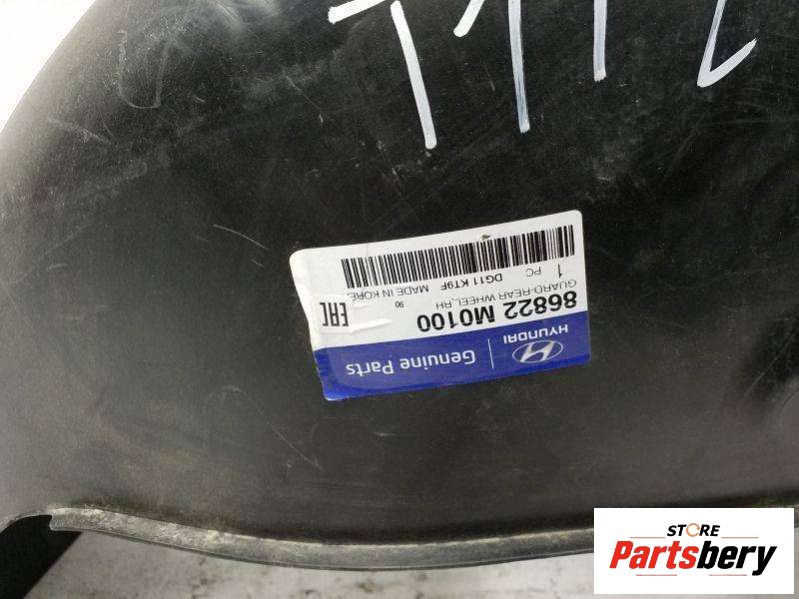 HYUNDAI
Genuine Parts
86822 M0100
GUARD-REAR WHEEL,RH
EAC
90
1 PC
DG11 KT9F MADE IN KORE
STORE
Partsbery